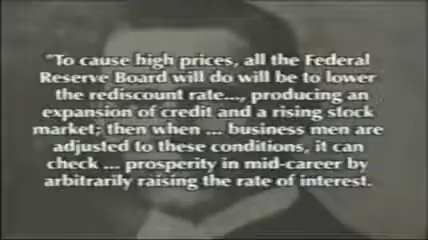 "To cause high prices, all the Federal
Reserve Board will do will be to lower
the rediscount rate..., producing an
expansion of credit and a rising stock
market; then when ... business men are
adjusted to these conditions, it can
check ... prosperity in mid-career by
arbitrarily raising the rate of interest.